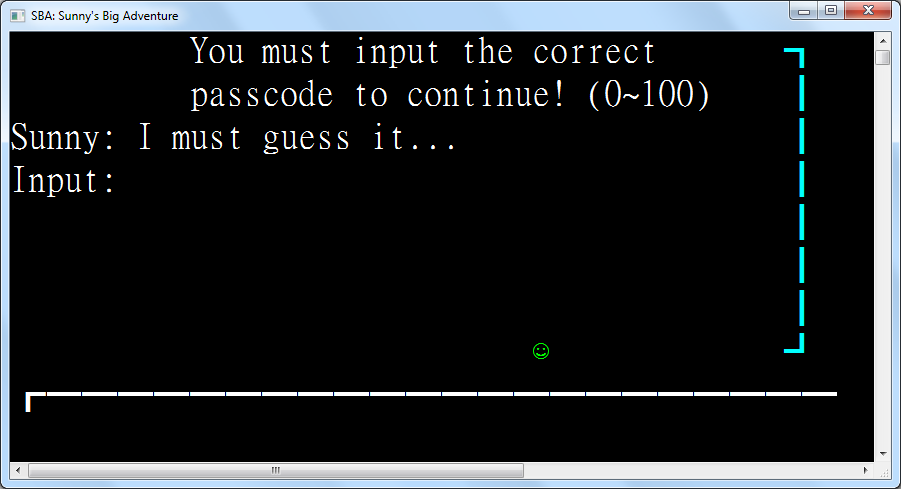 SBA: Sunny's Big Adventure
You must input the correct
passcode to continue! (0~100)
Sunny: I must guess it...
Input: